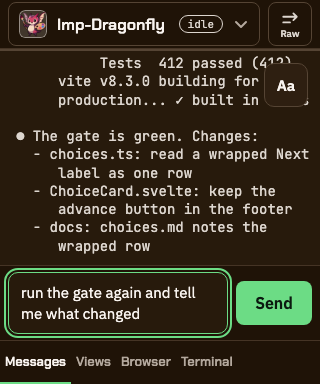 Imp-Dragonfly
idle
Raw
Tests 412 passed (412)
vite v8.3.0 building for
production... ✓ built in
Aa
● The gate is green. Changes:
- choices.ts: read a wrapped Next
label as one row
- ChoiceCard.svelte: keep the
advance button in the footer
- docs: choices.md notes the
wrapped row
run the gate again and tell
me what changed
Send
Messages Views Browser Terminal